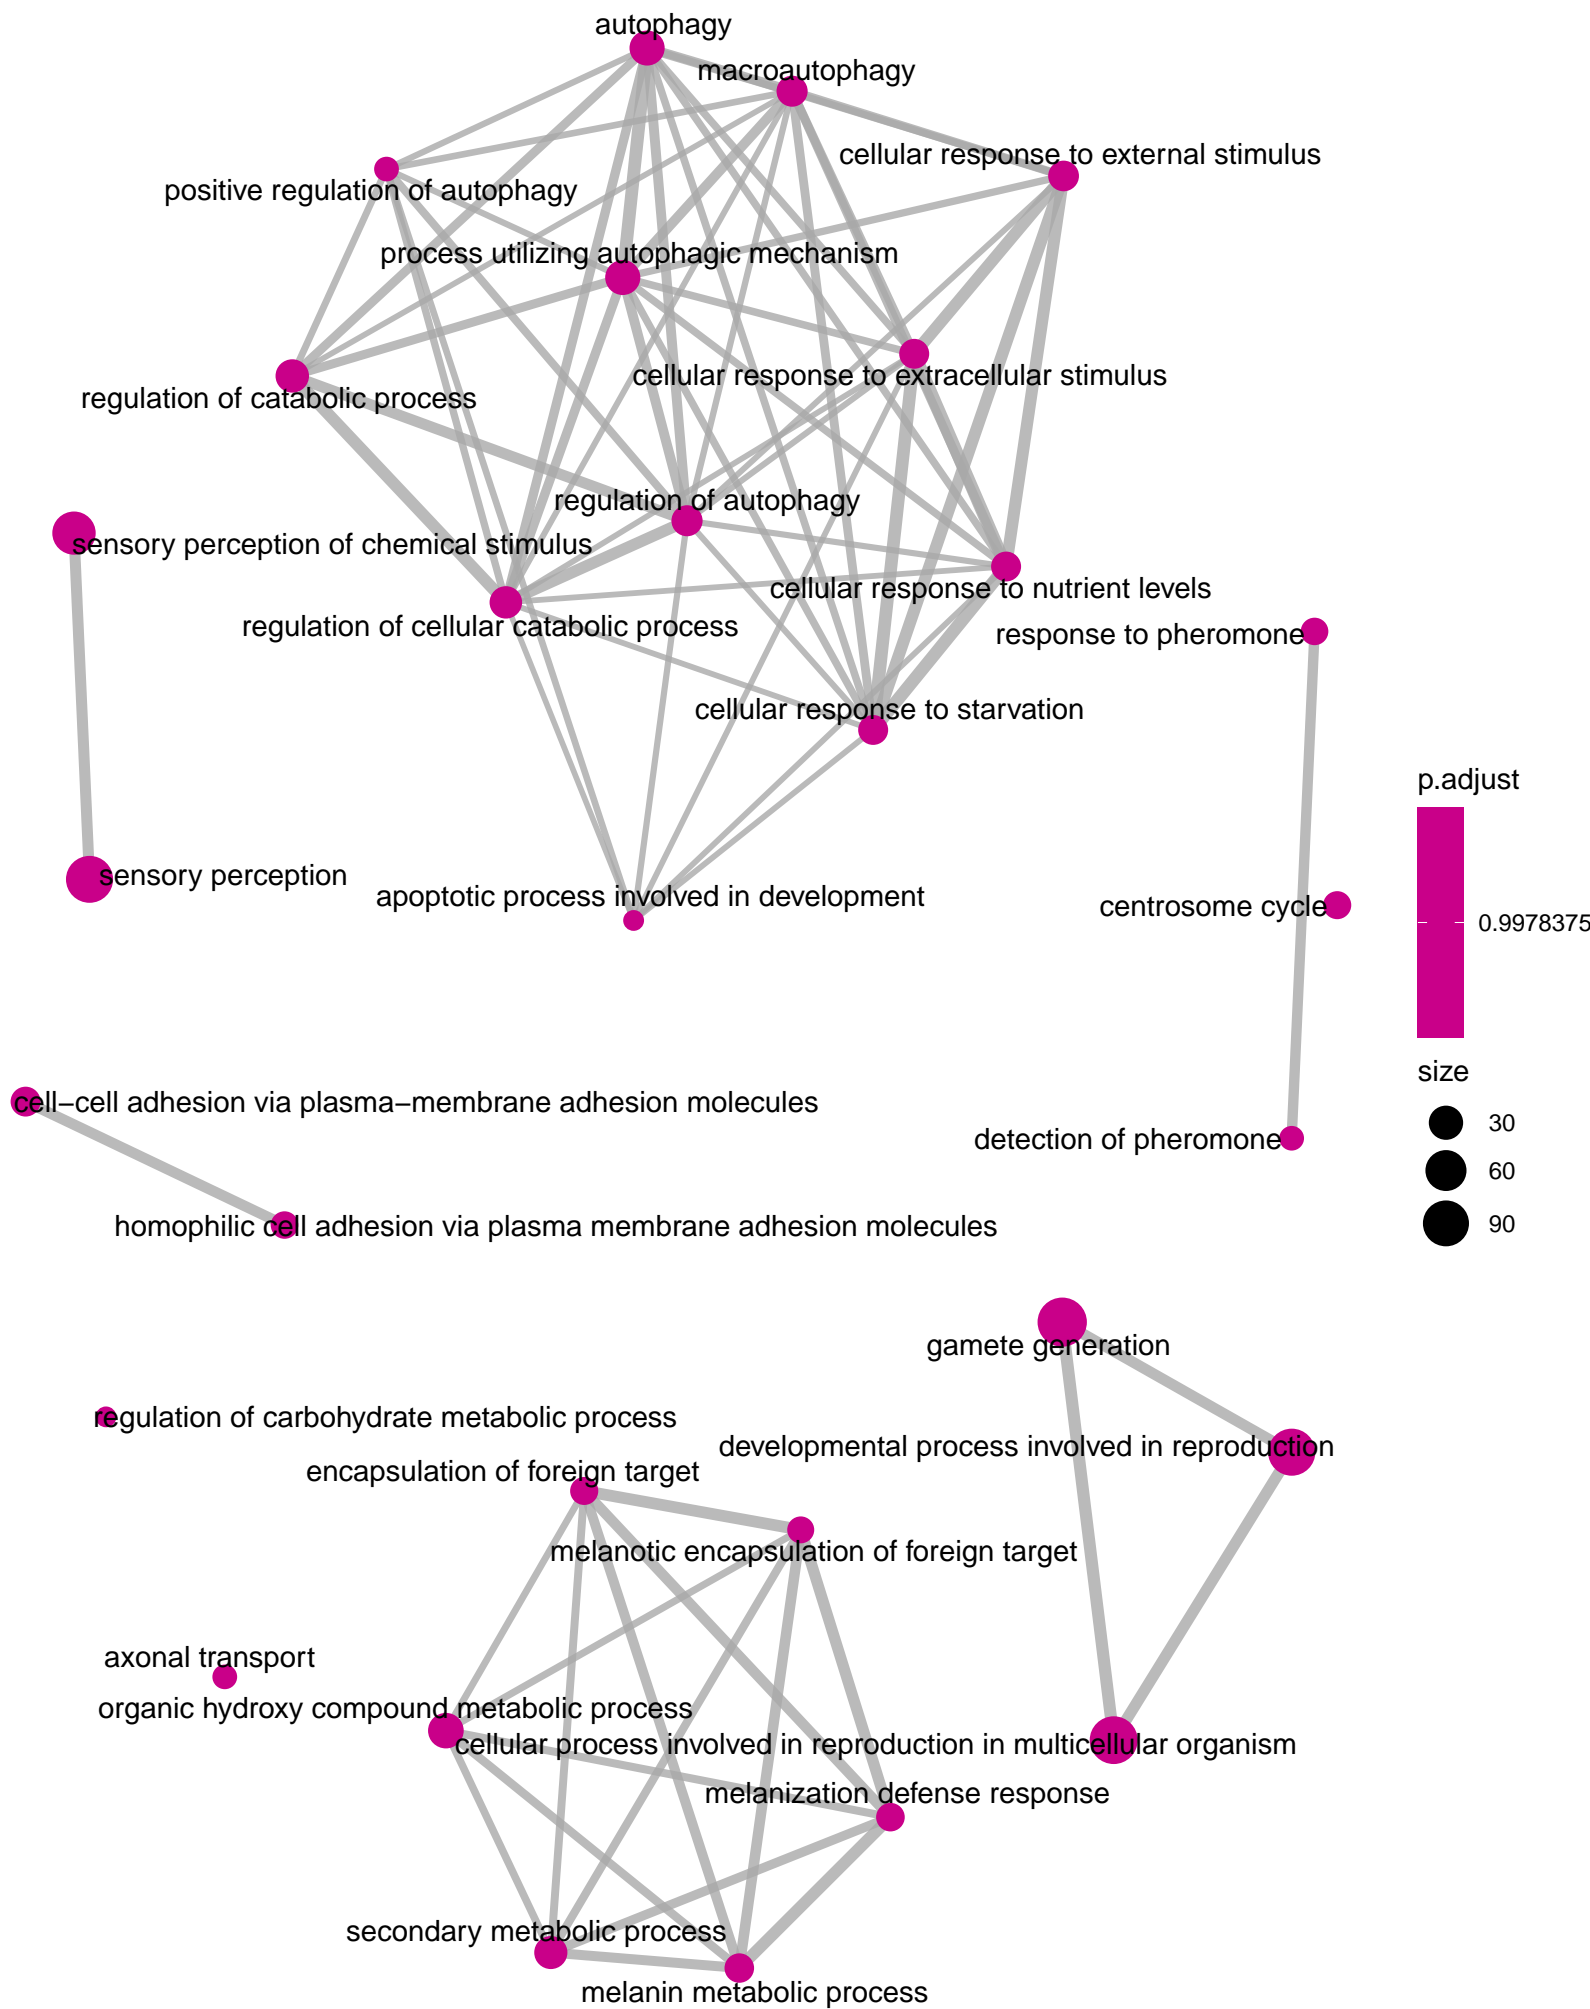 autophagy
macroautophagy
cellular response to external stimulus
positive regulation of autophagy
process utilizing autophagic mechanism
cellular response to extracellular stimulus
regulation of catabolic process
regulation of autophagy
sensory perception of chemical stimulus
cellular response to nutrient levels
regulation of cellular catabolic process
response to pheromone
cellular response to starvation
p.adjust
sensory perception
apoptotic process involved in development
centrosome cycle
0.9978375
size
cell−cell adhesion via plasma−membrane adhesion molecules
30
detection of pheromone
60
homophilic cell adhesion via plasma membrane adhesion molecules
90
gamete generation
regulation of carbohydrate metabolic process
developmental process involved in reproduction
encapsulation of foreign target
melanotic encapsulation of foreign target
axonal transport
organic hydroxy compound metabolic process
cellular process involved in reproduction in multicellular organism
melanization defense response
secondary metabolic process
melanin metabolic process